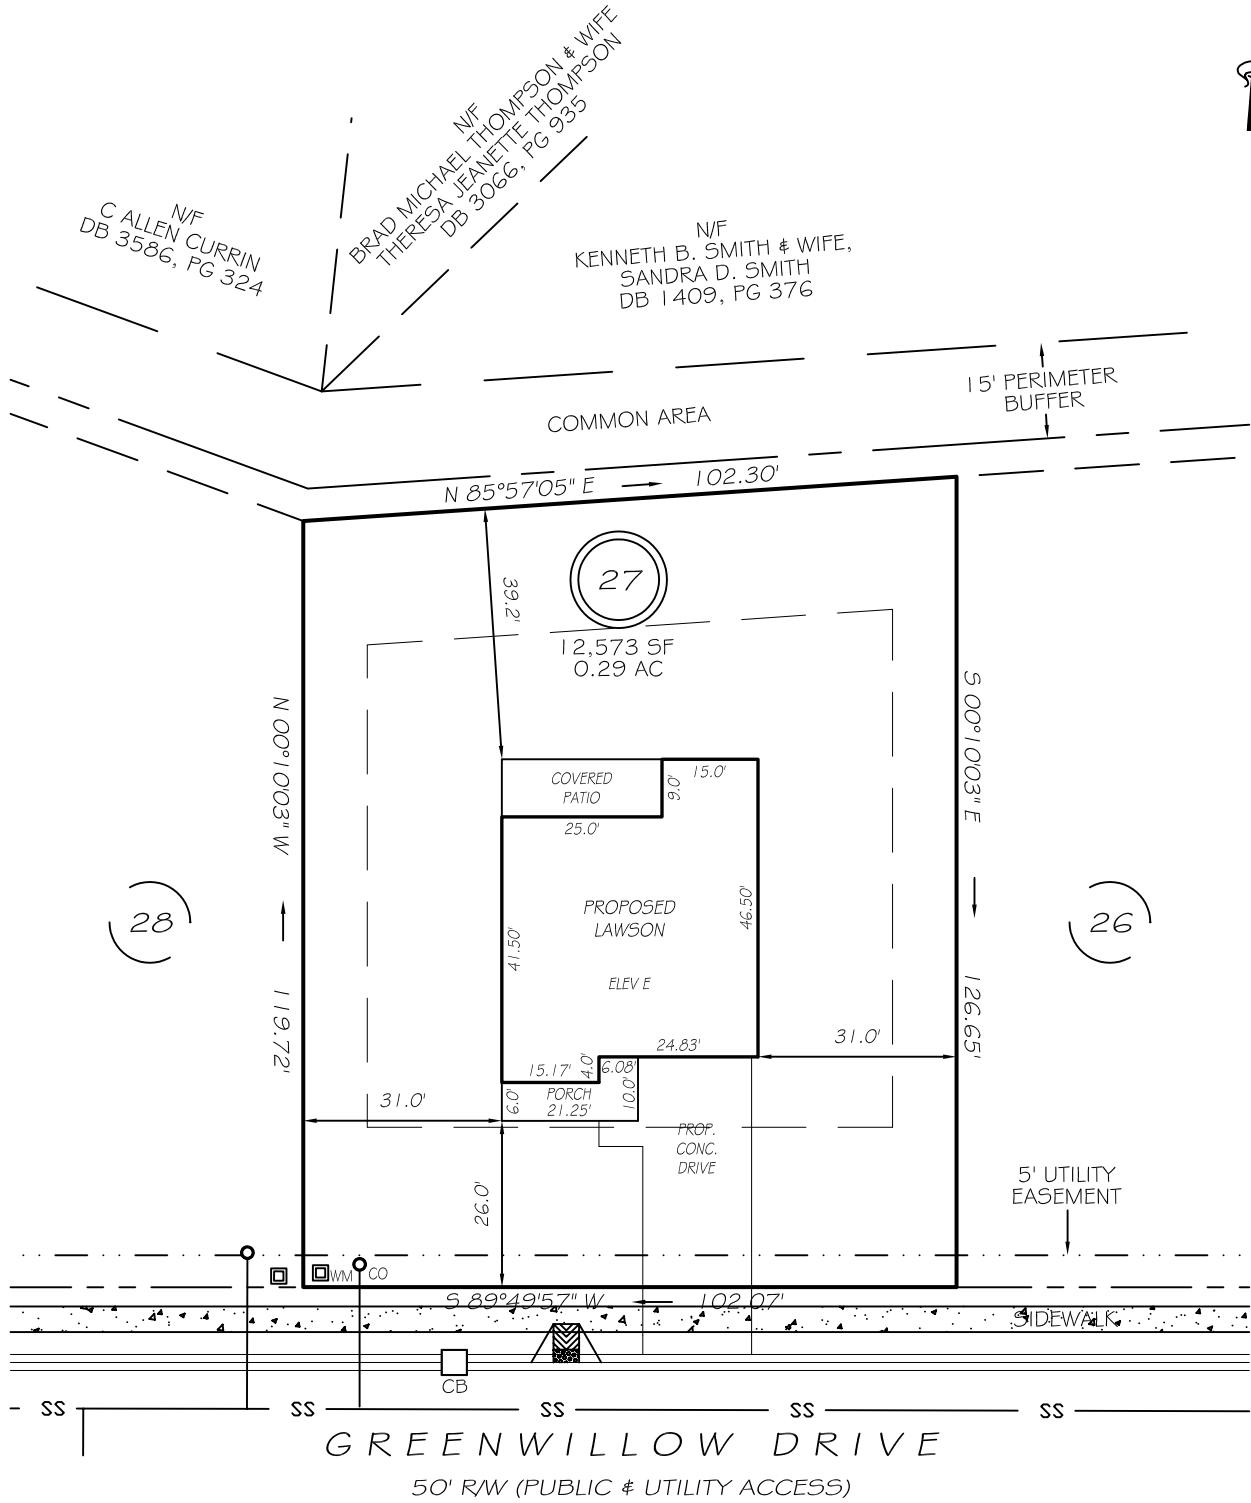 N/F
BRAD MICHAEL THOMPSON & WIFE
THERESA JEANETTE THOMPSON
DB 3066, PG 935
N/F
C ALLEN CURRIN
DB 3586, PG 324
N/F
KENNETH B. SMITH & WIFE,
SANDRA D. SMITH
DB 1409, PG 376
15' PERIMETER
BUFFER
COMMON AREA
N 85°57'05" E
102.30'
27
12,573 SF
0.29 AC
39.2'
N 00°10'03" W
119.72'
S 00°10'03" E
126.65'
COVERED
PATIO
9.0'
15.0'
25.0'
PROPOSED
LAWSON
ELEV E
41.50'
46.50'
28
26
24.83'
31.0'
15.17'
4.0'
6.08'
31.0'
6.0'
PORCH
21.25'
10.0'
PROP.
CONC.
DRIVE
26.0'
5' UTILITY
EASEMENT
WM
CO
S 89°49'57" W
102.07'
SIDEWALK
CB
SS
SS
SS
SS
SS
GREENWILLOW DRIVE
50' R/W (PUBLIC & UTILITY ACCESS)